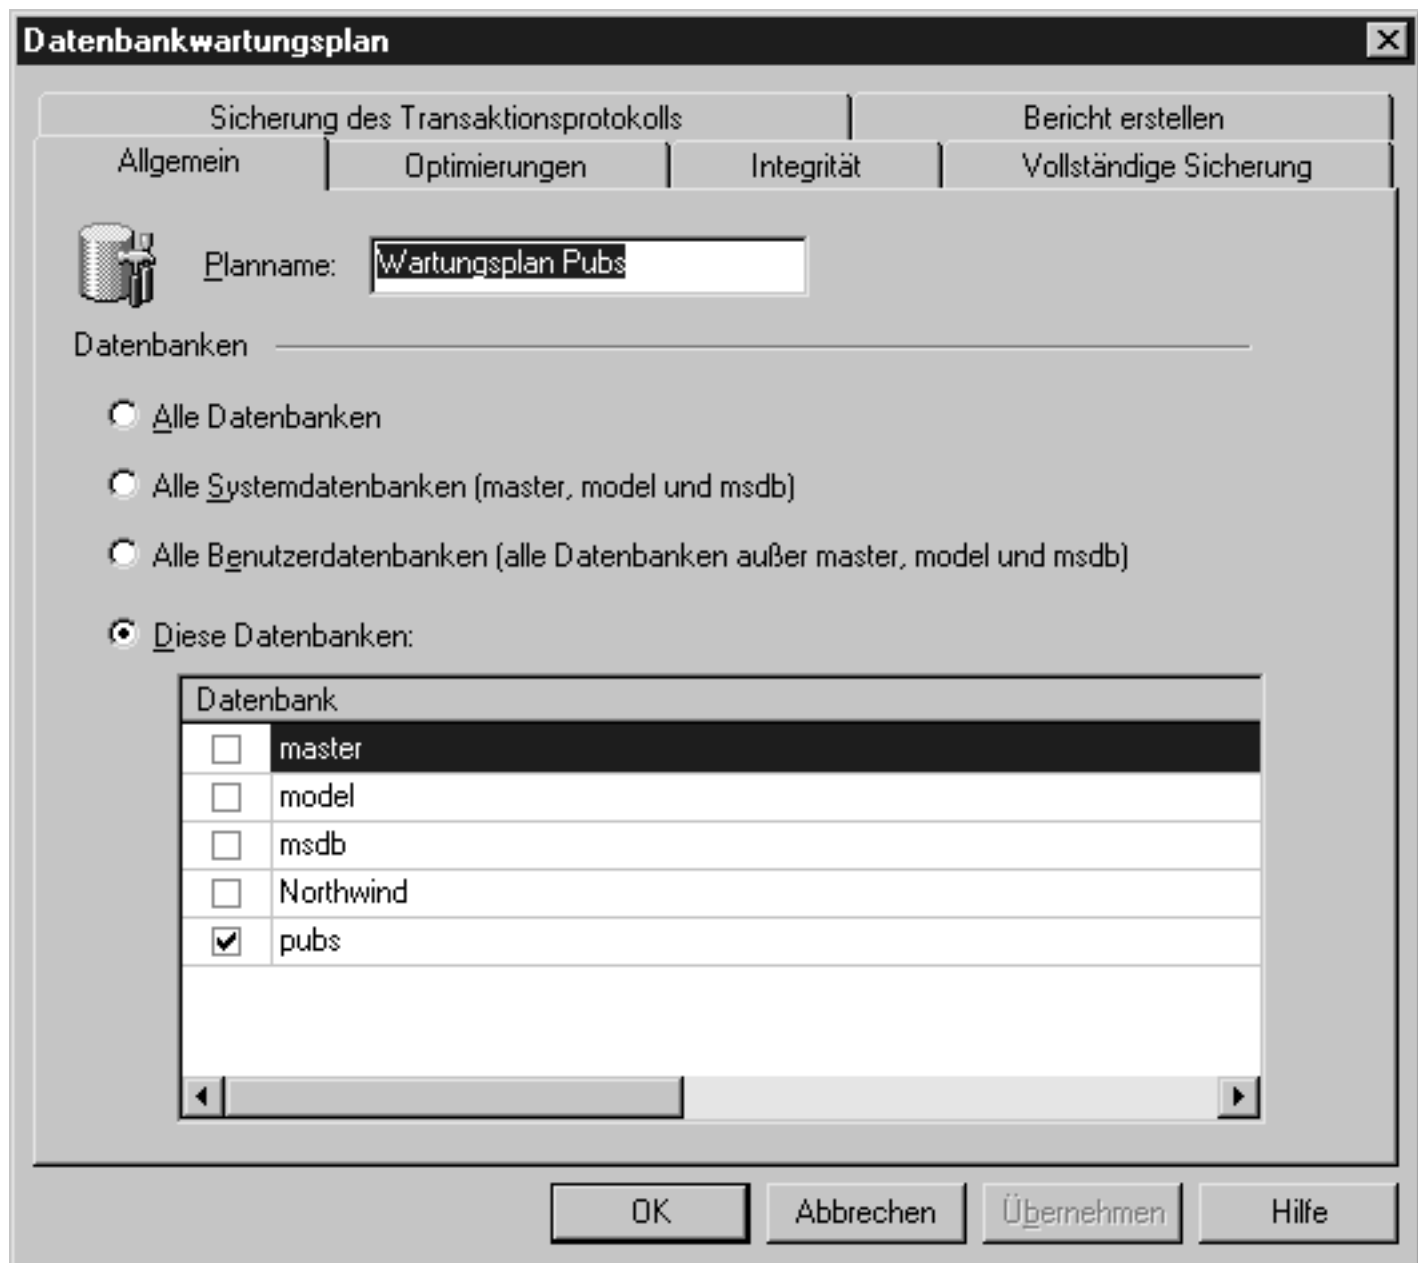 Datenbankwartungsplan
Sicherung des Transaktionsprotokolls Bericht erstellen
Allgemein Optimierungen Integrität Vollständige Sicherung
Planname: Wartungsplan Pubs
Datenbanken
Alle Datenbanken
Alle Systemdatenbanken (master, model und msdb)
Alle Benutzerdatenbanken (alle Datenbanken außer master, model und msdb)
Diese Datenbanken:
Datenbank
master
model
msdb
Northwind
pubs
OK Abbrechen Übernehmen Hilfe